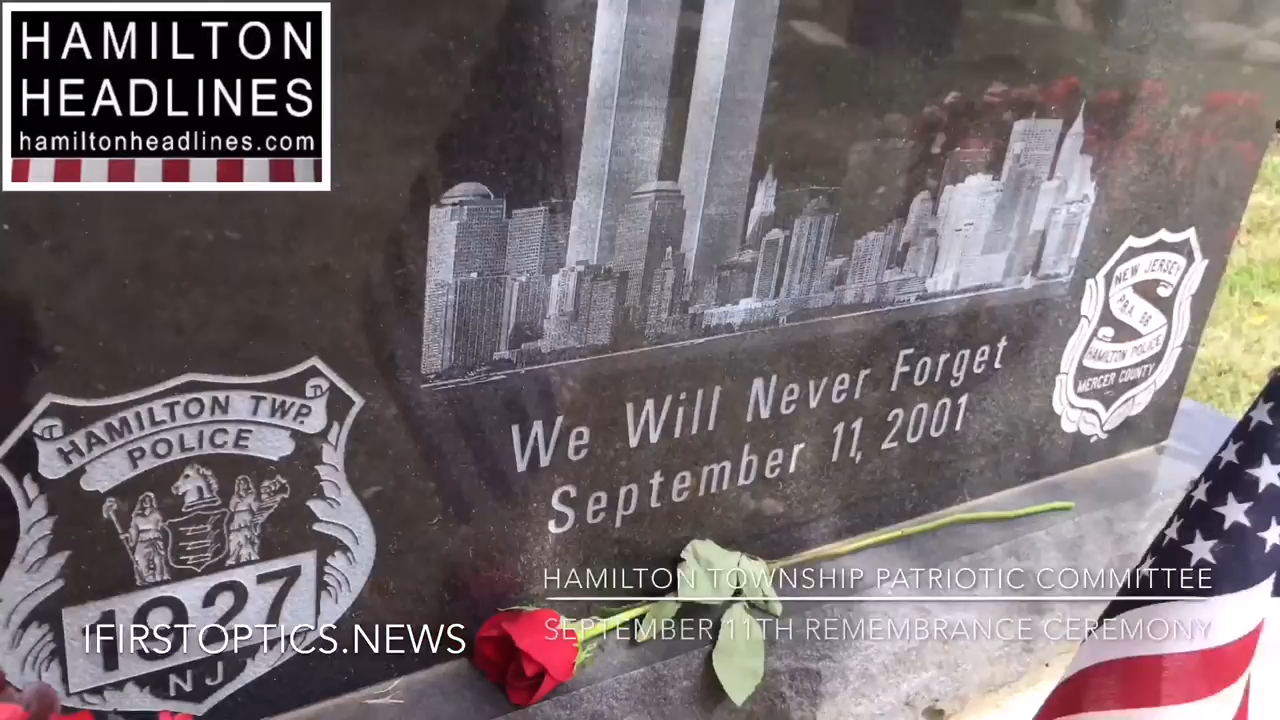 HAMILTON
HEADLINES
hamiltonheadlines.com
NEW JERSEY
P.B.A. 66
HAMILTON POLICE
MERCER COUNTY
We Will Never Forget
September 11, 2001
HAMILTON TWP.
POLICE
1927
NJ
IFIRSTOPTICS.NEWS
HAMILTON TOWNSHIP PATRIOTIC COMMITTEE
SEPTEMBER 11TH REMEMBRANCE CEREMONY